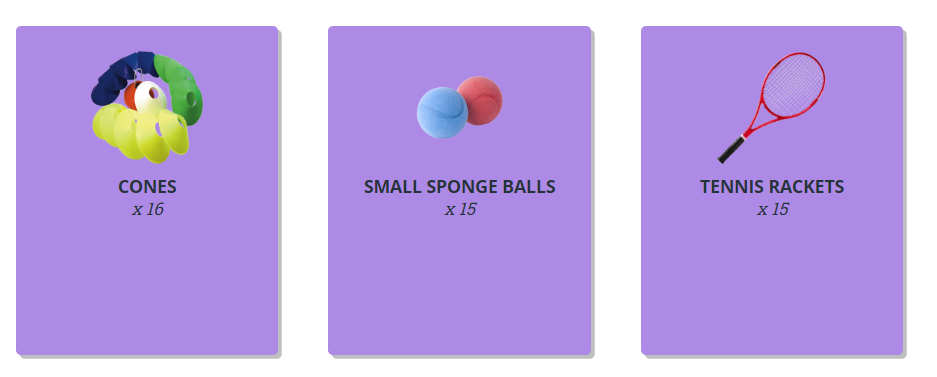 CONES
x 16
SMALL SPONGE BALLS
x 15
TENNIS RACKETS
x 15